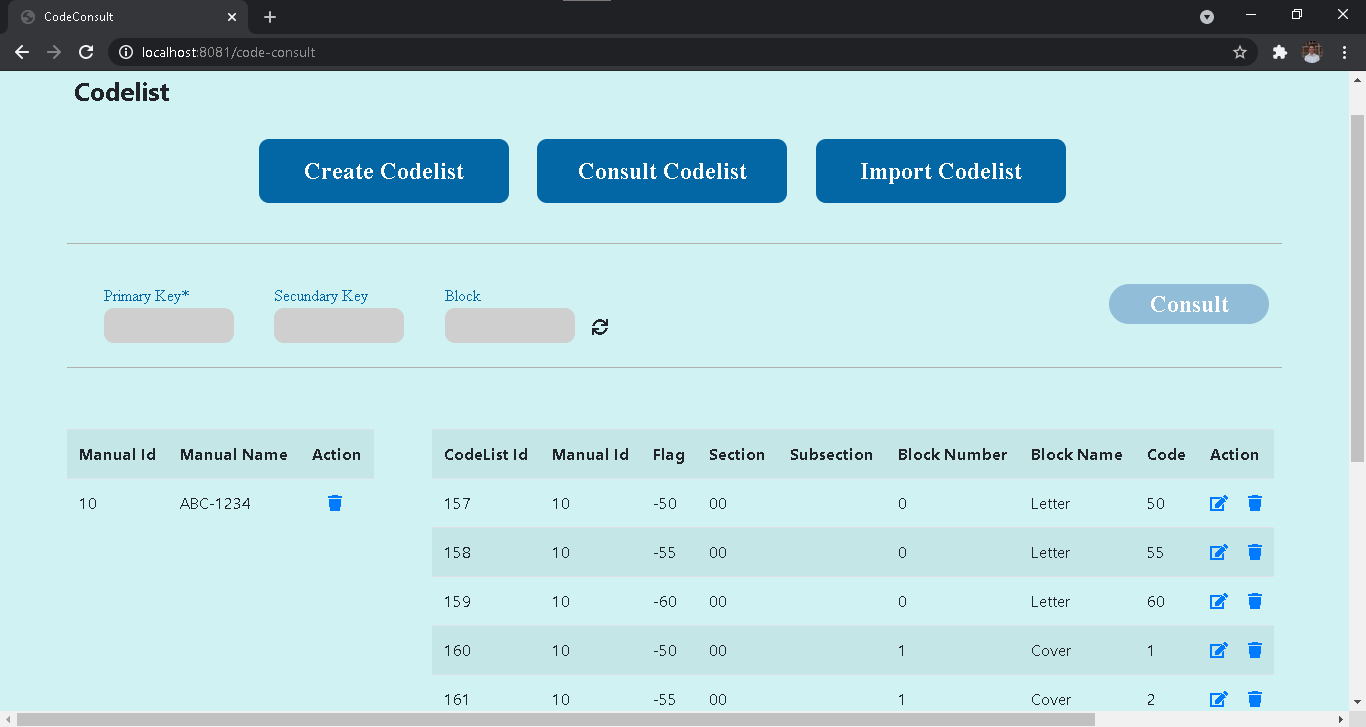 CodeConsult
localhost:8081/code-consult
Codelist
Create Codelist Consult Codelist Import Codelist
Primary Key* Secundary Key Block
Consult
Manual Id Manual Name Action
10 ABC-1234
CodeList Id Manual Id Flag Section Subsection Block Number Block Name Code Action
157 10 -50 00 0 Letter 50
158 10 -55 00 0 Letter 55
159 10 -60 00 0 Letter 60
160 10 -50 00 1 Cover 1
161 10 -55 00 1 Cover 2